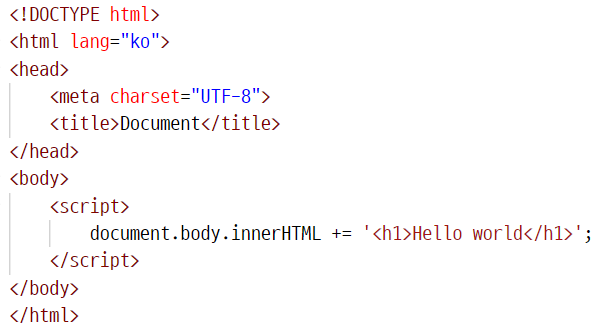 <!DOCTYPE html>
<html lang="ko">
<head>
    <meta charset="UTF-8">
    <title>Document</title>
</head>
<body>
    <script>
        document.body.innerHTML += '<h1>Hello world</h1>';
    </script>
</body>
</html>